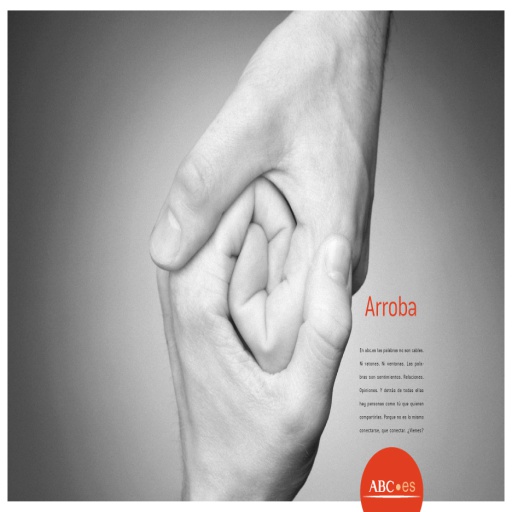 Arroba
En abc.es las palabras no son cables.
Ni ratones. Ni ventanas. Las pala-
bras son sentimientos. Relaciones.
Opiniones. Y detrás de todas ellas
hay personas como tú que quieren
compartirlas. Porque no es lo mismo
conectarse, que conectar. ¿Vienes?
ABC.es